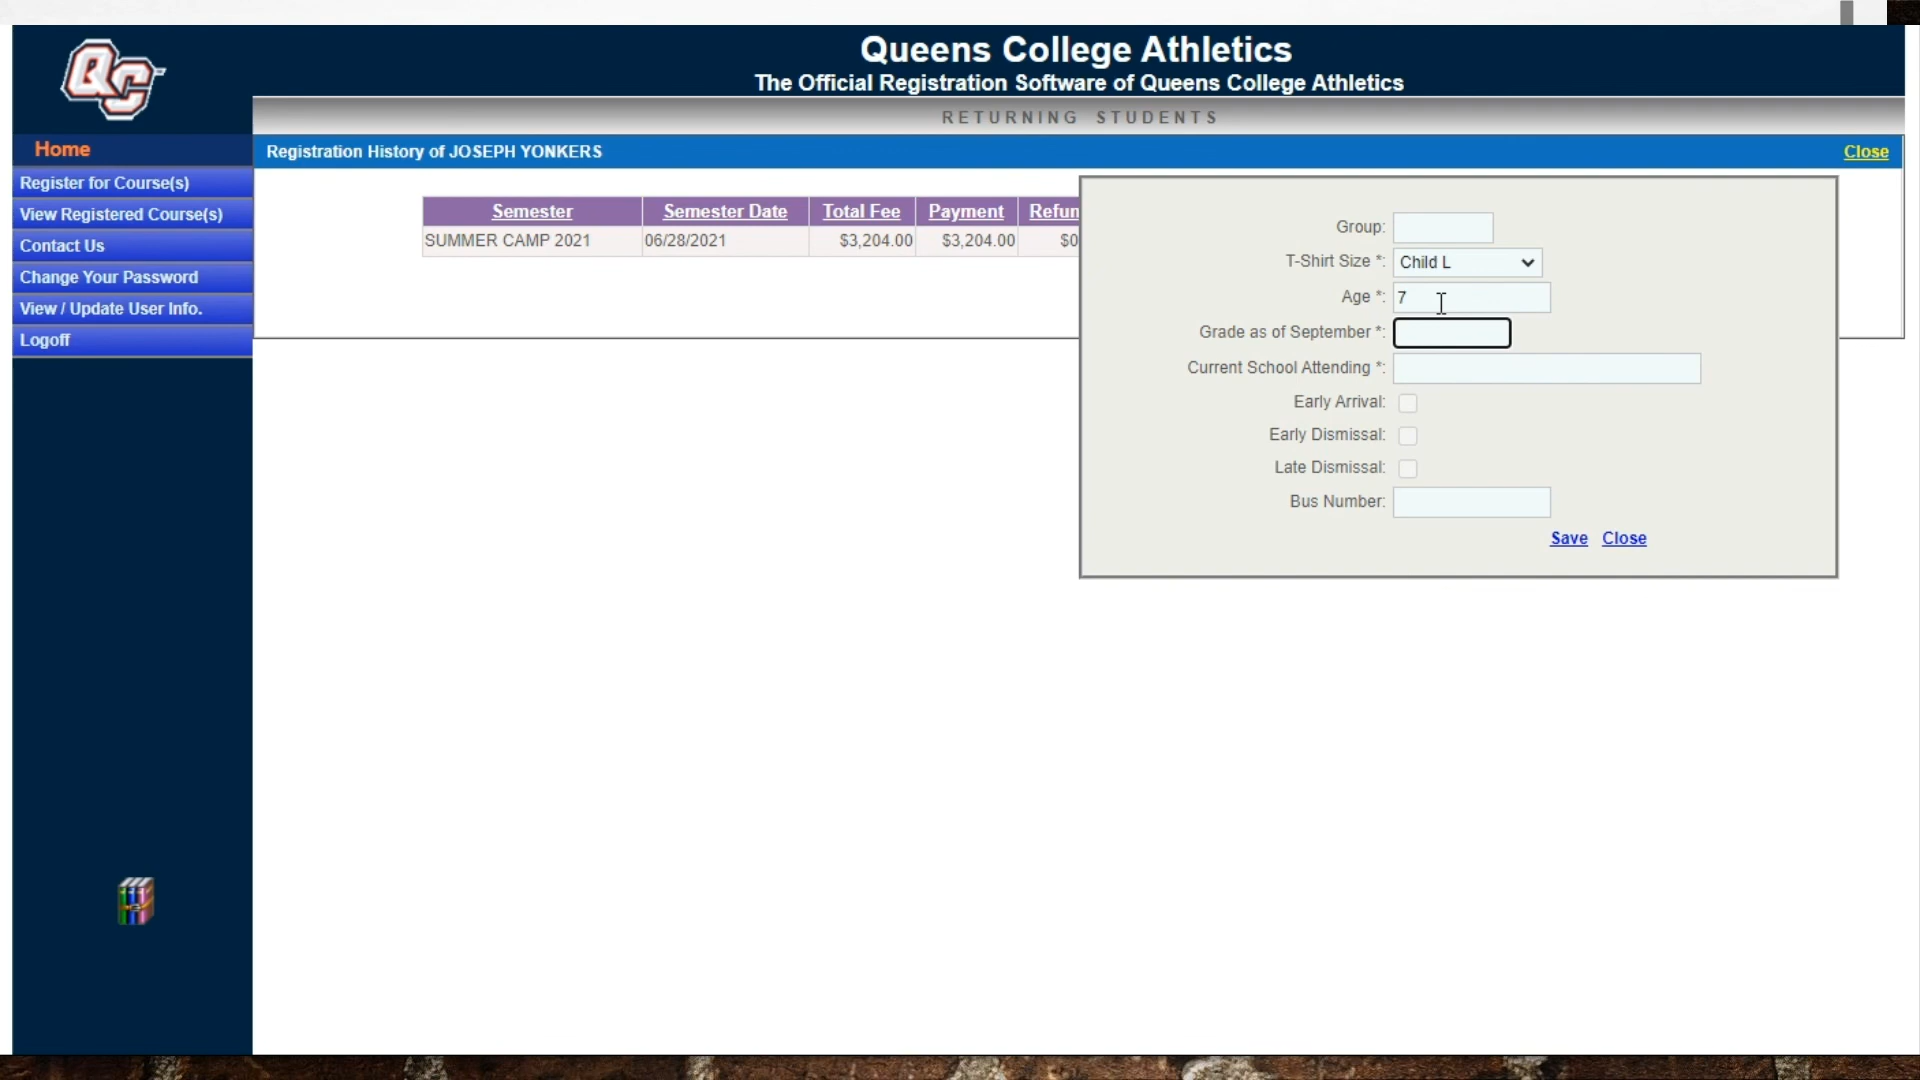 QC
Queens College Athletics
The Official Registration Software of Queens College Athletics
RETURNING STUDENTS
Home
Register for Course(s)
View Registered Course(s)
Contact Us
Change Your Password
View / Update User Info.
Logoff
Registration History of JOSEPH YONKERS
Close
Semester Semester Date Total Fee Payment Refun
SUMMER CAMP 2021 06/28/2021 $3,204.00 $3,204.00 $0
Group:
T-Shirt Size *: Child L
Age *: 7
Grade as of September *:
Current School Attending *:
Early Arrival:
Early Dismissal:
Late Dismissal:
Bus Number:
Save Close